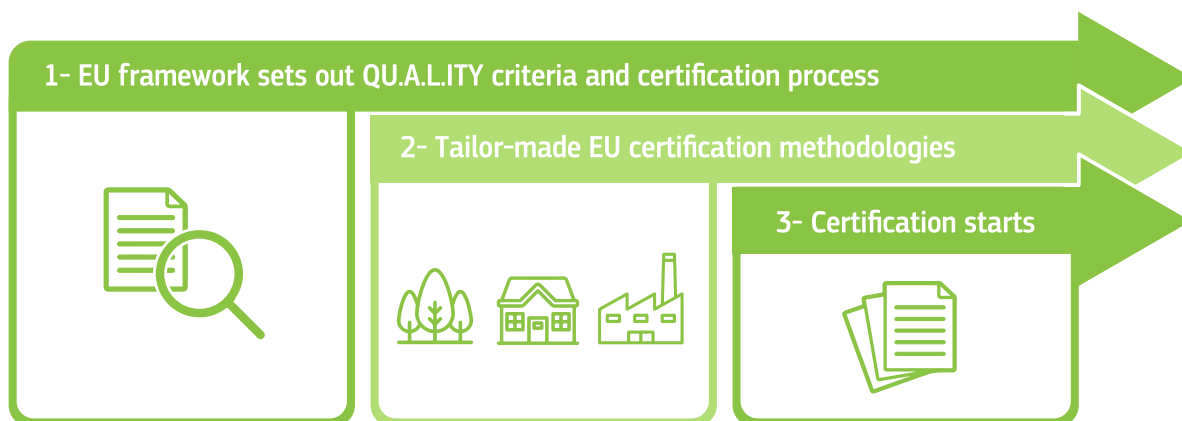 1- EU framework sets out QU.A.L.ITY criteria and certification process
2- Tailor-made EU certification methodologies
3- Certification starts